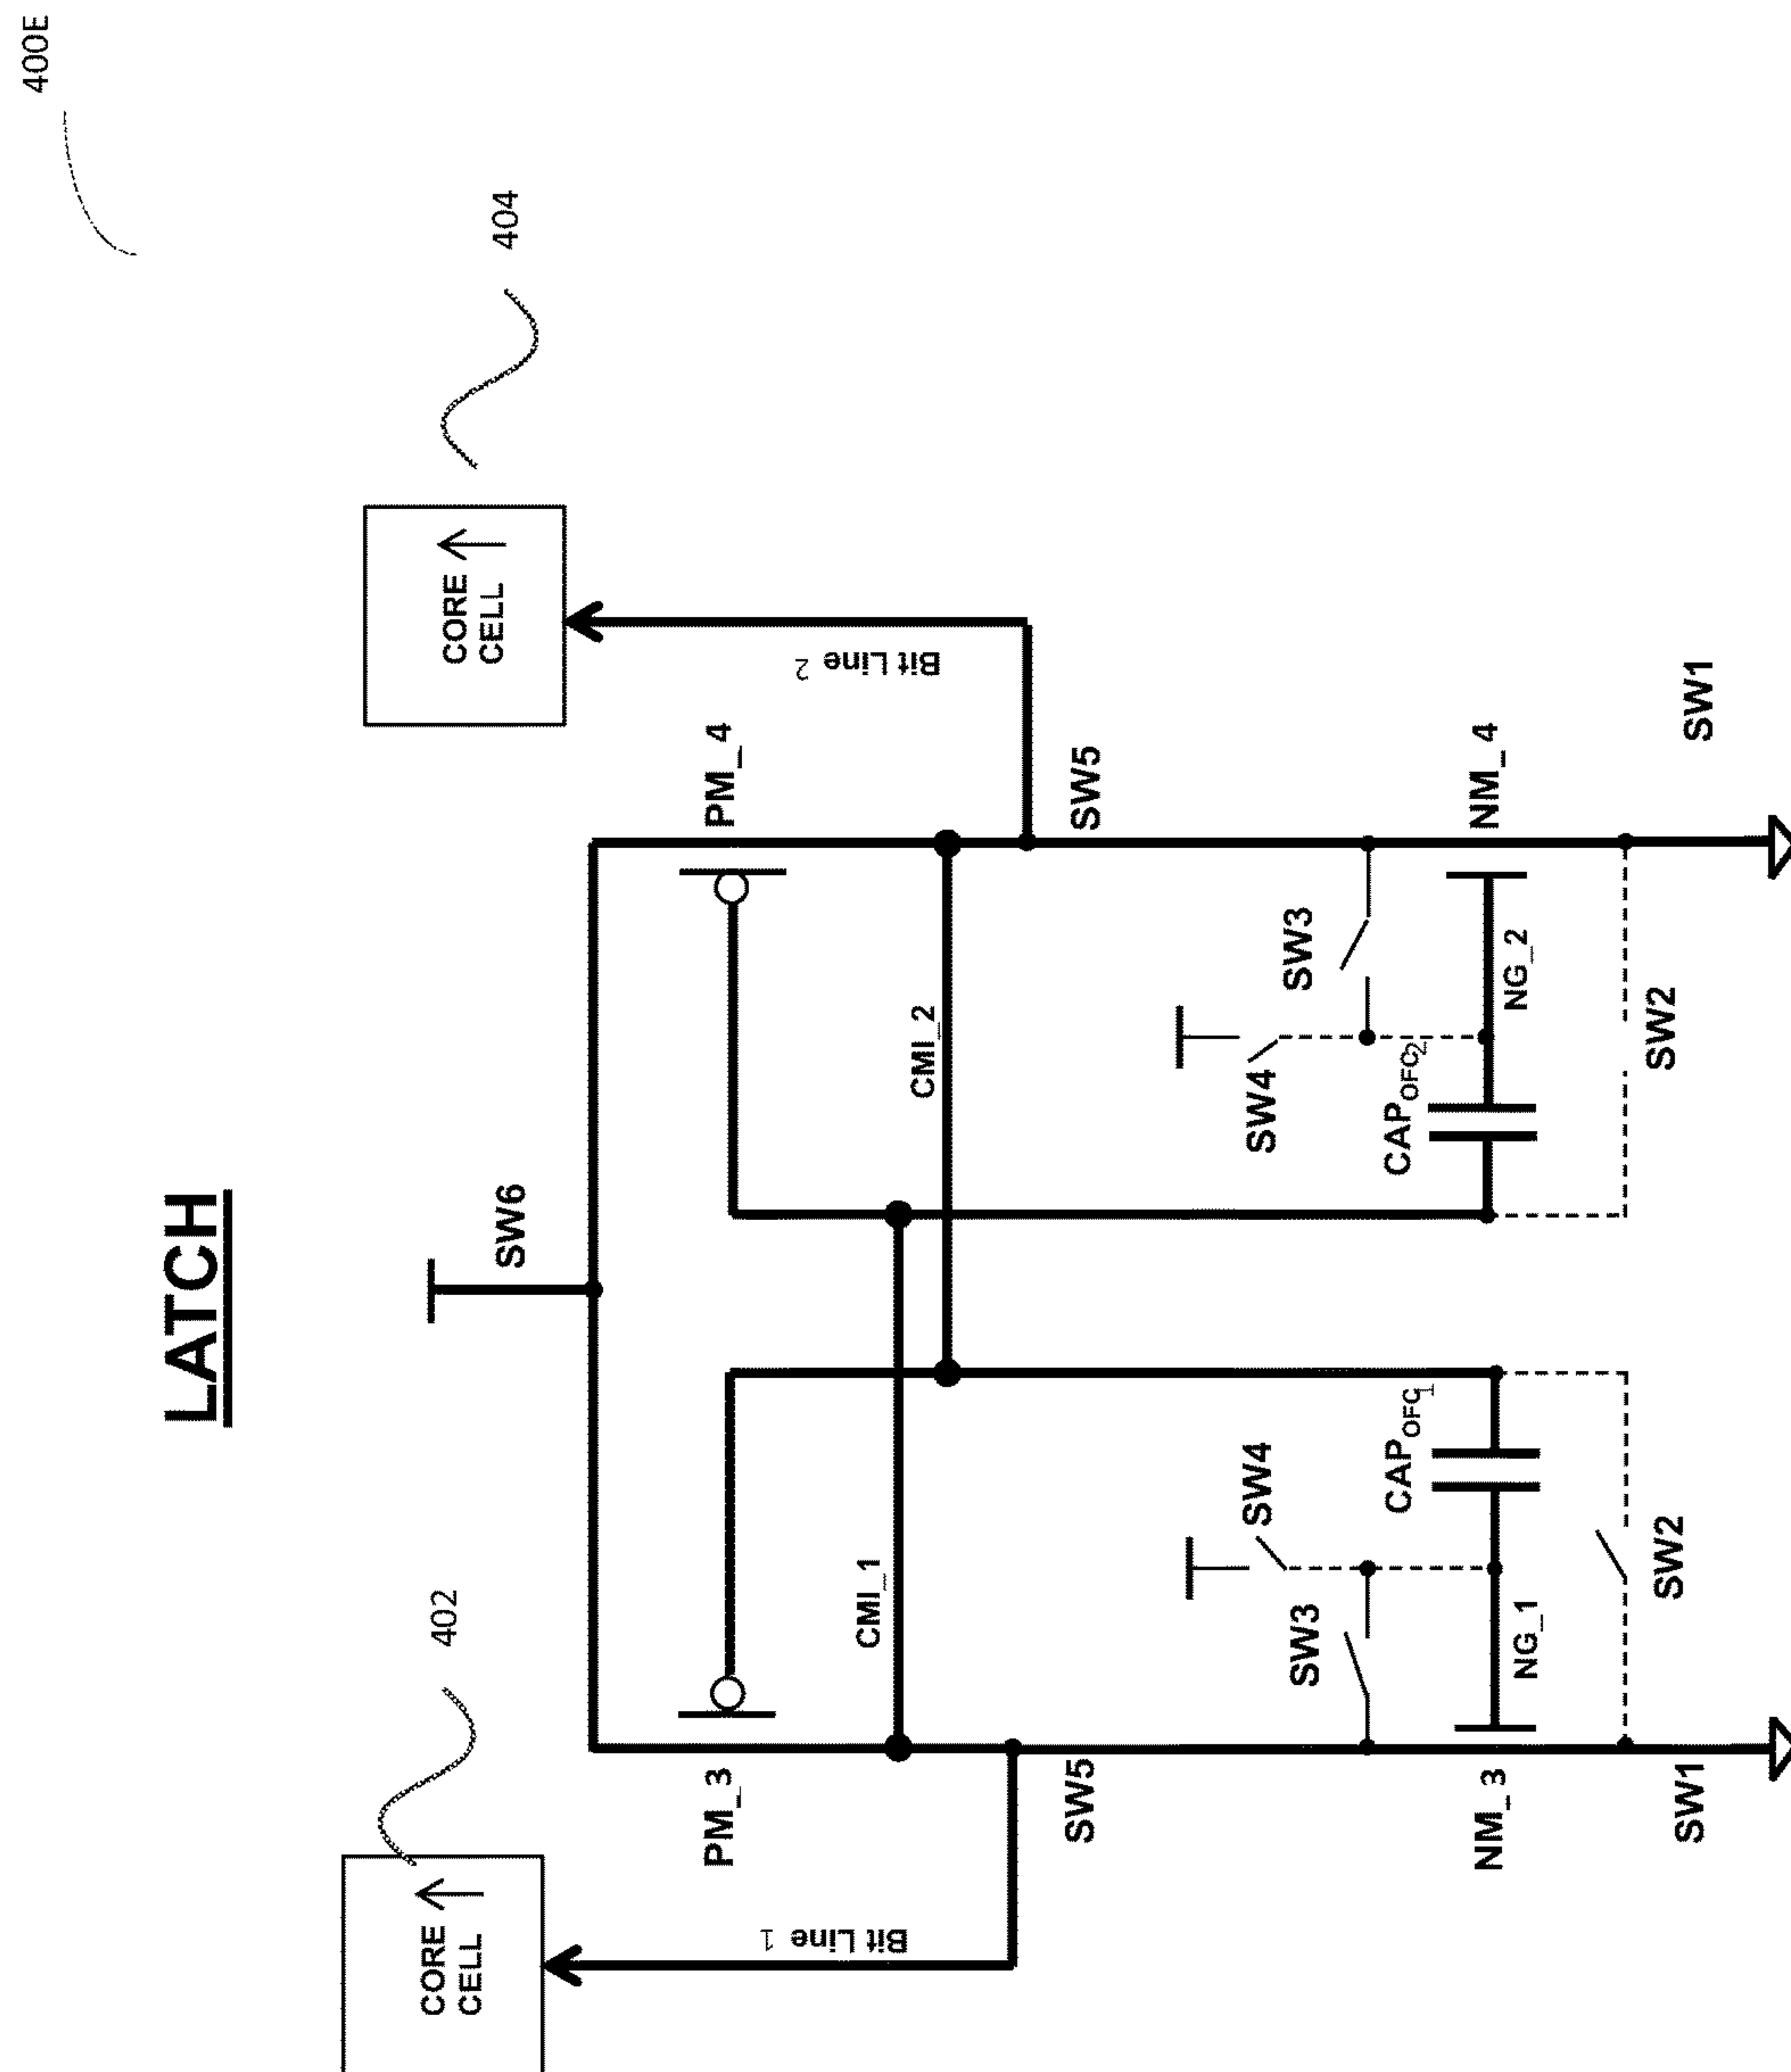 400E
LATCH
402
404
CORE
CELL
CORE
CELL
SW6
PM_3
PM_4
Bit Line 1
CMI_1
CMI_2
Bit Line 2
SW5
SW5
SW3
SW4
SW4
SW3
CAPOFC1
CAPOFC2
NM_3
NG_1
NG_2
NM_4
SW1
SW2
SW2
SW1